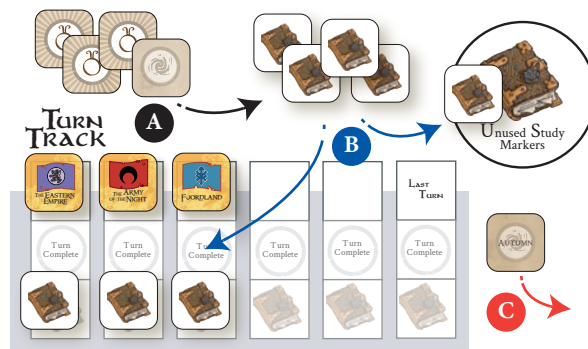 A
B
Unused Study
Markers
Turn
Track
The Eastern
Empire
The Army
of the Night
Fjordland
Last
Turn
Turn
Complete
Turn
Complete
Turn
Complete
Turn
Complete
Turn
Complete
Turn
Complete
Autumn
C